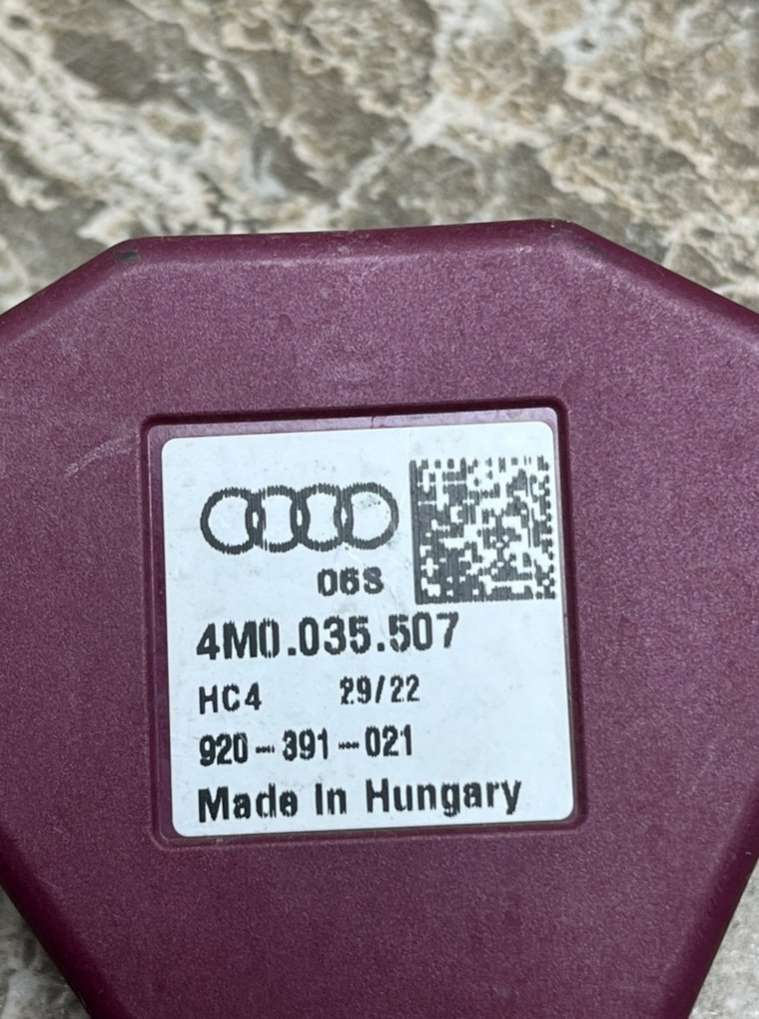 06S
4M0.035.507
HC4 29/22
920-391-021
Made In Hungary